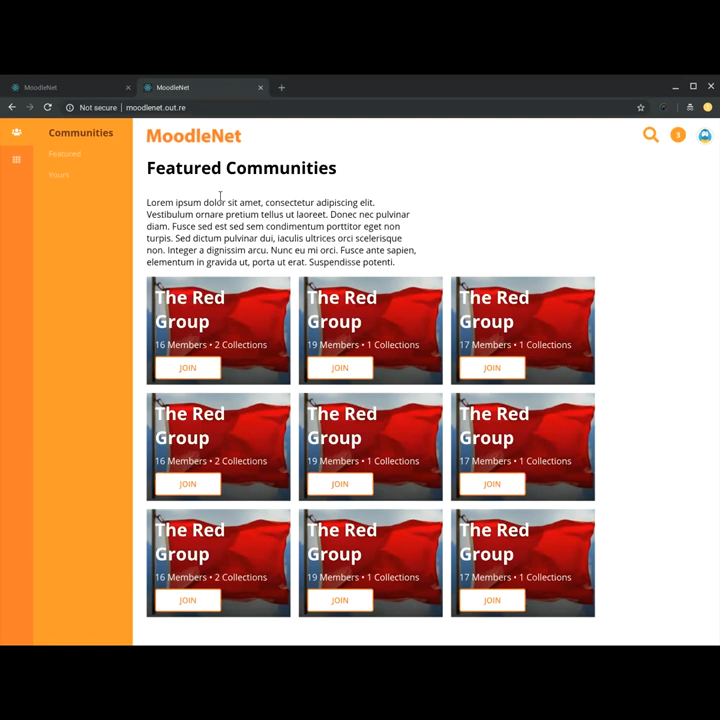 MoodleNet
MoodleNet
Not secure | moodlenet.out.re
Communities
Featured
Yours
MoodleNet
3
Featured Communities
Lorem ipsum dolor sit amet, consectetur adipiscing elit.
Vestibulum ornare pretium tellus ut laoreet. Donec nec pulvinar
diam. Fusce sed est sed sem condimentum porttitor eget non
turpis. Sed dictum pulvinar dui, iaculis ultrices orci scelerisque
non. Integer a dignissim arcu. Nunc eu mi orci. Fusce ante sapien,
elementum in gravida ut, porta ut erat. Suspendisse potenti.
The Red
Group
16 Members • 2 Collections
JOIN
The Red
Group
19 Members • 1 Collections
JOIN
The Red
Group
17 Members • 1 Collections
JOIN
The Red
Group
16 Members • 2 Collections
JOIN
The Red
Group
19 Members • 1 Collections
JOIN
The Red
Group
17 Members • 1 Collections
JOIN
The Red
Group
16 Members • 2 Collections
JOIN
The Red
Group
19 Members • 1 Collections
JOIN
The Red
Group
17 Members • 1 Collections
JOIN